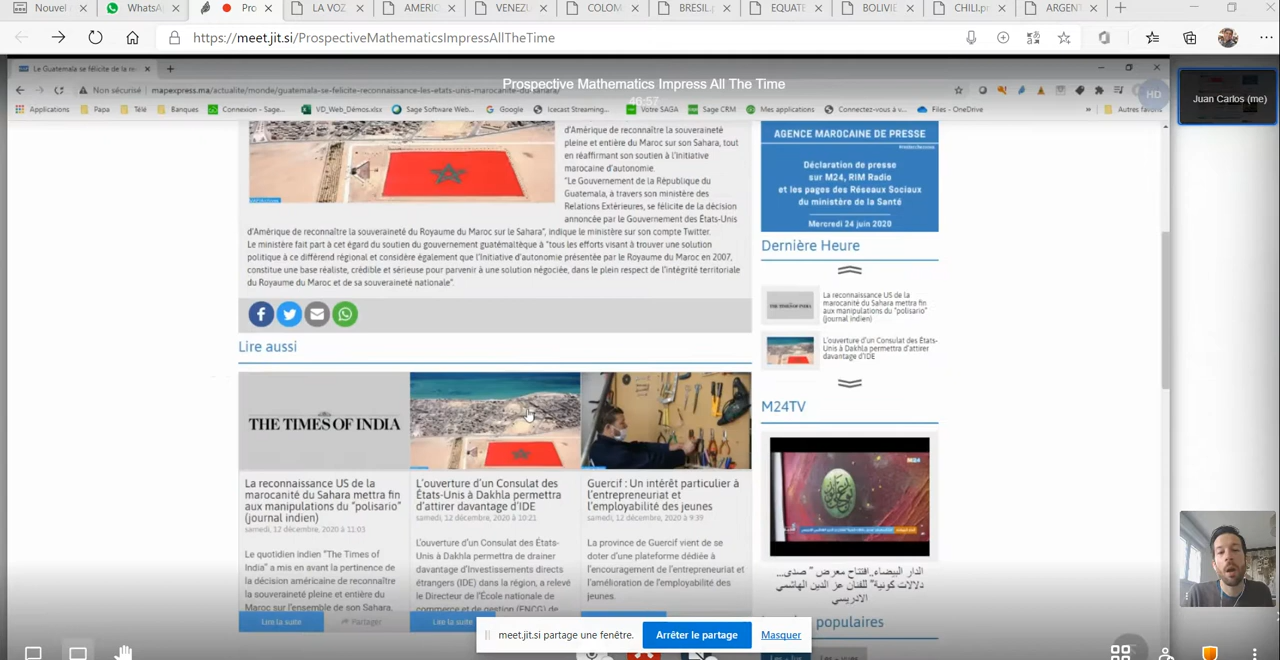 Nouvel
WhatsA
Pro
LA VOZ
AMERIC
VENEZU
COLOM
BRESIL.p
EQUATE
BOLIVIE
CHILI.p
ARGENT
https://meet.jit.si/ProspectiveMathematicsImpressAllTheTime
Le Guatemala se félicite de la re
Prospective Mathematics Impress All The Time
Non sécurisé
mapexpress.ma/actualite/monde/guatemala-se-felicite-reconnaissance-les-etats-unis-marocanite-du-sahara/
HD
Juan Carlos (me)
Applications
Papa
Télé
Banques
Connexion - Sage...
VD_Web_Démos.xlsx
Sage Software Web...
Google
Icecast Streaming...
Votre SAGA
Sage CRM
Mes applications
Connectez-vous à v...
Files - OneDrive
Autres favoris
d'Amérique de reconnaître la souveraineté
pleine et entière du Maroc sur son Sahara, tout
en réaffirmant son soutien à l'Initiative
marocaine d'autonomie.
"Le Gouvernement de la République du
Guatemala, à travers son ministère des
Relations Extérieures, se félicite de la décision
annoncée par le Gouvernement des États-Unis
d'Amérique de reconnaître la souveraineté du Royaume du Maroc sur le Sahara", indique le ministère sur son compte Twitter.
Le ministère fait part à cet égard du soutien du gouvernement guatémaltèque à "tous les efforts visant à trouver une solution
politique à ce différend régional et considère également que l'Initiative d'autonomie présentée par le Royaume du Maroc en 2007,
constitue une base réaliste, crédible et sérieuse pour parvenir à une solution négociée, dans le plein respect de l'intégrité territoriale
du Royaume du Maroc et de sa souveraineté nationale".
AGENCE MAROCAINE DE PRESSE
Déclaration de presse
sur M24, RIM Radio
et les pages des Réseaux Sociaux
du ministère de la Santé
Mercredi 24 juin 2020
Dernière Heure
La reconnaissance US de la
marocanité du Sahara mettra fin
aux manipulations du "polisario"
(journal indien)
L'ouverture d'un Consulat des États-
Unis à Dakhla permettra d'attirer
davantage d'IDE
M24TV
M24
الدار البيضاء..افتتاح معرض " صدى...
دلالات كونية" للفنان عز الدين الهاشمي
الادريسي
populaires
Lire aussi
THE TIMES OF INDIA
La reconnaissance US de la
marocanité du Sahara mettra fin
aux manipulations du "polisario"
(journal indien)
samedi, 12 décembre, 2020 à 11:03
Le quotidien indien "The Times of
India" a mis en avant la pertinence de
la décision américaine de reconnaître
la souveraineté pleine et entière du
Maroc sur l'ensemble de son Sahara,
Lire la suite
Partager
L'ouverture d'un Consulat des
États-Unis à Dakhla permettra
d'attirer davantage d'IDE
samedi, 12 décembre, 2020 à 10:21
L'ouverture d'un Consulat des États-
Unis à Dakhla permettra de drainer
davantage d'Investissements directs
étrangers (IDE) dans la région, a relevé
le Directeur de l'École nationale de
commerce et de gestion (ENCG) de
Lire la suite
Guercif : Un intérêt particulier à
l'entrepreneuriat et
l'employabilité des jeunes
samedi, 12 décembre, 2020 à 9:39
La province de Guercif vient de se
doter d'une plateforme dédiée à
l'encouragement de l'entrepreneuriat et
l'amélioration de l'employabilité des
jeunes.
meet.jit.si partage une fenêtre.
Arrêter le partage
Masquer